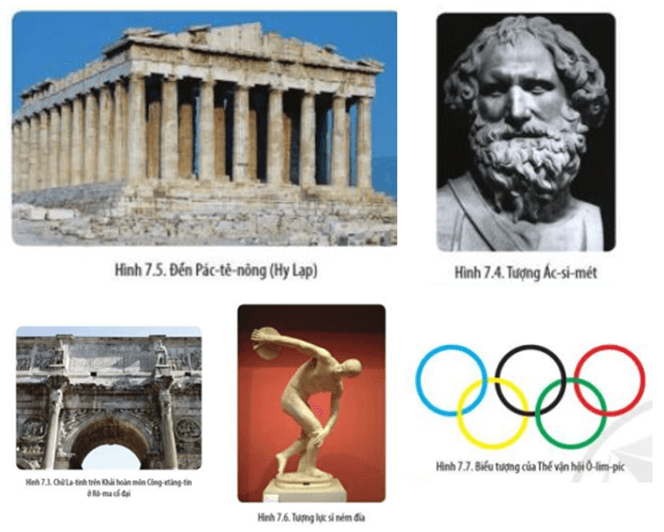 Hình 7.5. Đền Pác-tê-nông (Hy Lạp)
Hình 7.4. Tượng Ác-si-mét
Hình 7.3. Chữ La-tinh trên Khải hoàn môn Công-xtăng-tin
ở Rô-ma cổ đại
Hình 7.6. Tượng lực sĩ ném đĩa
Hình 7.7. Biểu tượng của Thế vận hội Ô-lim-pic